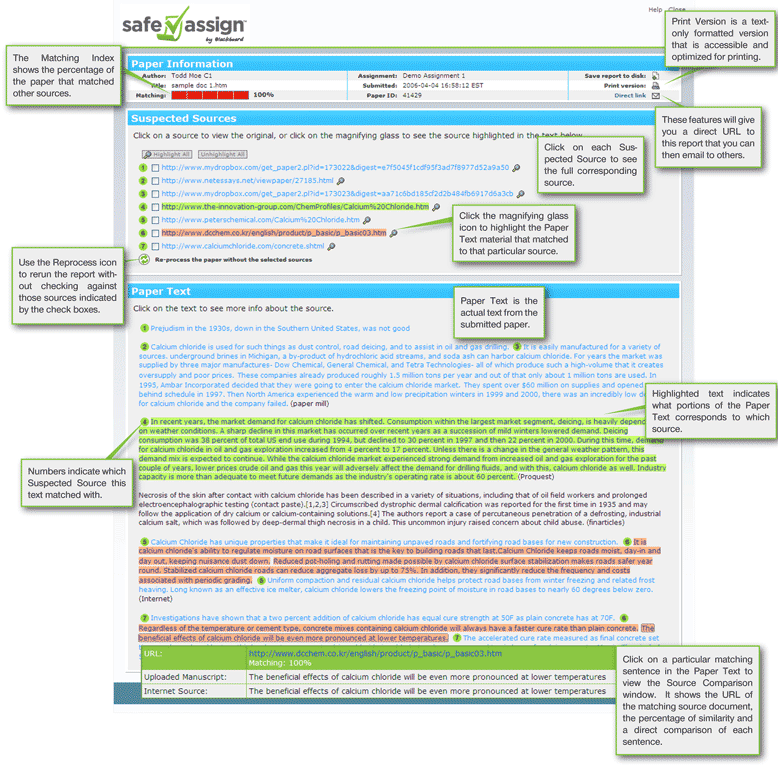 Help Close
safe assign™
by Blackboard
Print Version is a text-
only formatted version
that is accessible and
optimized for printing.
The Matching Index
shows the percentage of
the paper that matched
other sources.
Paper Information
Author: Todd Moe C1 Assignment: Demo Assignment 1 Save report to disk:
Title: sample doc 1.htm Submitted: 2006-04-04 16:58:12 EST Print version:
Matching: 100% Paper ID: 41429 Direct link
These features will give
you a direct URL to
this report that you can
then email to others.
Suspected Sources
Click on a source to view the original, or click on the magnifying glass to see the source highlighted in the text below.
Highlight All Unhighlight All
Click on each Sus-
pected Source to see
the full corresponding
source.
1 http://www.mydropbox.com/get_paper2.pl?id=173022&digest=e7f5045f1cdf95f3ad7f8977d52a9a50
2 http://www.netessays.net/viewpaper/27185.html
3 http://www.mydropbox.com/get_paper2.pl?id=173023&digest=aa71c6bd185cf2d2b484fb6917d6a3cb
4 http://www.the-innovation-group.com/ChemProfiles/Calcium%20Chloride.htm
5 http://www.peterschemical.com/Calcium%20Chloride.htm
6 http://www.dcchem.co.kr/english/product/p_basic/p_basic03.htm
7 http://www.calciumchloride.com/concrete.shtml
Re-process the paper without the selected sources
Click the magnifying glass
icon to highlight the Paper
Text material that matched
to that particular source.
Use the Reprocess icon
to rerun the report with-
out checking against
those sources indicated
by the check boxes.
Paper Text
Click on the text to see more info about the source.
Paper Text is the
actual text from the
submitted paper.
1 Prejudism in the 1930s, down in the Southern United States, was not good
2 Calcium chloride is used for such things as dust control, road deicing, and to assist in oil and gas drilling. 3 It is easily manufactured for a variety of
sources. underground brines in Michigan, a by-product of hydrochloric acid streams, and soda ash can harbor calcium chloride. For years the market was
supplied by three major manufactures- Dow Chemical, General Chemical, and Tetra Technologies- all of which produce such a high-volume that it creates
oversupply and poor prices. These companies already produced roughly 1.5 million tons per year and out of that only about 1 million tons are used. In
1995, Ambar Incorporated decided that they were going to enter the calcium chloride market. They spent over $60 million on supplies and opened
behind schedule in 1997. Then North America experienced the warm and low precipitation winters in 1999 and 2000, there was an incredibly low
for calcium chloride and the company failed. (paper mill)
Highlighted text indicates
what portions of the Paper
Text corresponds to which
source.
4 In recent years, the market demand for calcium chloride has shifted. Consumption within the largest market segment, deicing, is heavily
on weather conditions. A sharp decline in this market has occurred over recent years as a succession of mild winters lowered demand. Deicing
consumption was 38 percent of total US end use during 1994, but declined to 30 percent in 1997 and then 22 percent in 2000. During this time,
for calcium chloride in oil and gas exploration increased from 4 percent to 17 percent. Unless there is a change in the general weather pattern, this
demand mix is expected to continue. While the calcium chloride market experienced strong demand from increased oil and gas exploration for the past
couple of years, lower prices crude oil and gas this year will adversely affect the demand for drilling fluids, and with this, calcium chloride as well. Industry
capacity is more than adequate to meet future demands as the industry's operating rate is about 60 percent. (Proquest)
Numbers indicate which
Suspected Source this
text matched with.
Necrosis of the skin after contact with calcium chloride has been described in a variety of situations, including that of oil field workers and prolonged
electroencephalographic testing (contact paste).[1,2,3] Circumscribed dystrophic dermal calcification was reported for the first time in 1935 and may
follow the application of dry calcium or calcium-containing solutions.[4] The authors report a case of percutaneous penetration of a defrosting, industrial
calcium salt, which was followed by deep-dermal thigh necrosis in a child. This uncommon injury raised concern about child abuse. (finarticles)
5 Calcium Chloride has unique properties that make it ideal for maintaining unpaved roads and fortifying road bases for new construction. 6 It is
calcium chloride's ability to regulate moisture on road surfaces that is the key to building roads that last.Calcium Chloride keeps roads moist, day-in and
day out, keeping nuisance dust down. Reduced pot-holing and rutting made possible by calcium chloride surface stabilization makes roads safer year
round. Stabilized calcium chloride roads can reduce aggregate loss by up to 75%. In addition, they significantly reduce the frequency and costs
associated with periodic grading. 5 Uniform compaction and residual calcium chloride helps protect road bases from winter freezing and related frost
heaving. Long known as an effective ice melter, calcium chloride lowers the freezing point of moisture in road bases to nearly 60 degrees below zero.
(Internet)
7 Investigations have shown that a two percent addition of calcium chloride has equal cure strength at 50F as plain concrete has at 70F. 6
Regardless of the temperature or cement type, concrete mixes containing calcium chloride will always have a faster cure rate than plain concrete. The
beneficial effects of calcium chloride will be even more pronounced at lower temperatures. 7 The accelerated cure rate measured as final concrete set
URL: http://www.dcchem.co.kr/english/product/p_basic/p_basic03.htm
Matching: 100%
Uploaded Manuscript: The beneficial effects of calcium chloride will be even more pronounced at lower temperatures
Internet Source: The beneficial effects of calcium chloride will be even more pronounced at lower temperatures
Click on a particular matching
sentence in the Paper Text to
view the Source Comparison
window. It shows the URL of
the matching source document,
the percentage of similarity and
a direct comparison of each
sentence.